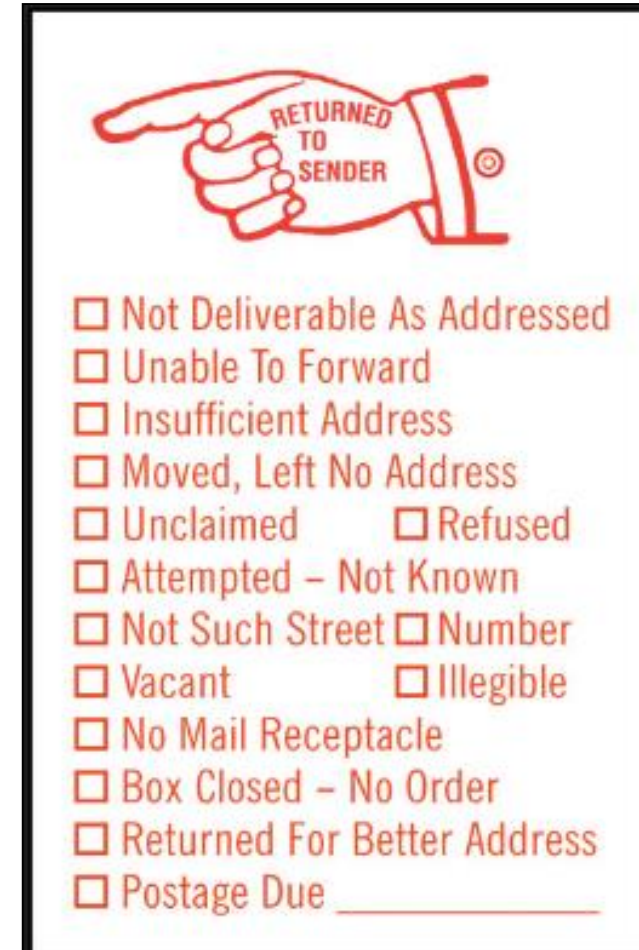 RETURNED
TO
SENDER
Not Deliverable As Addressed
Unable To Forward
Insufficient Address
Moved, Left No Address
Unclaimed Refused
Attempted – Not Known
Not Such Street Number
Vacant Illegible
No Mail Receptacle
Box Closed – No Order
Returned For Better Address
Postage Due